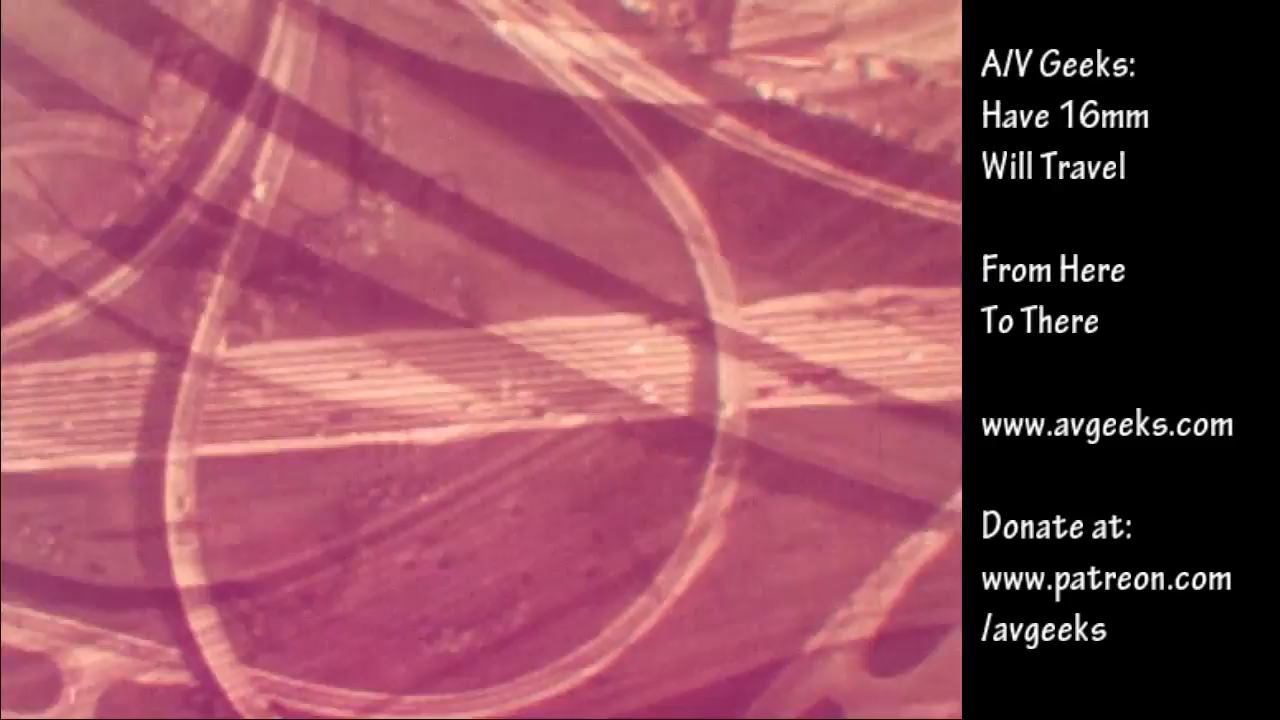 A/V Geeks:
Have 16mm
Will Travel
From Here
To There
www.avgeeks.com
Donate at:
www.patreon.com
/avgeeks